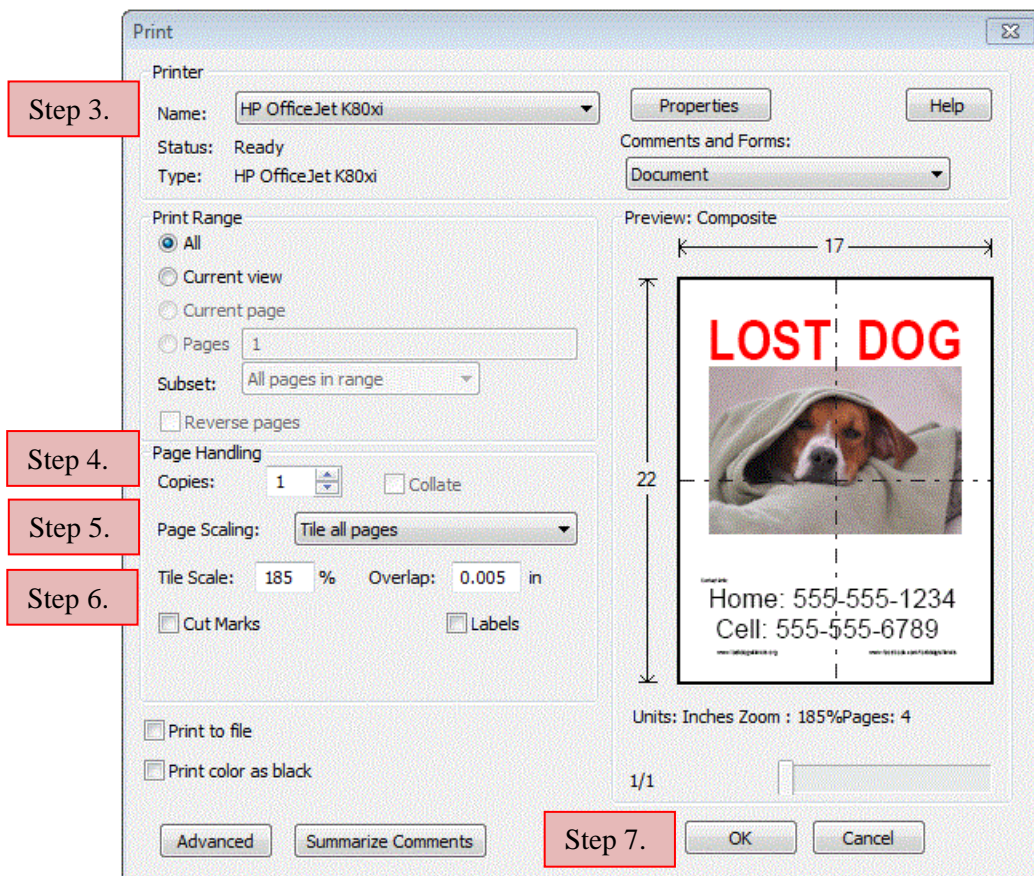 Print
Printer
Step 3.
Name: HP OfficeJet K80xi
Properties
Help
Status: Ready
Comments and Forms:
Type: HP OfficeJet K80xi
Document
Print Range
All
Current view
Current page
Pages 1
Subset: All pages in range
Reverse pages
Preview: Composite
17
22
LOST DOG
Home: 555-555-1234
Cell: 555-555-6789
Units: Inches Zoom : 185%Pages: 4
1/1
Page Handling
Step 4.
Copies: 1
Collate
Step 5.
Page Scaling: Tile all pages
Step 6.
Tile Scale: 185 % Overlap: 0.005 in
Cut Marks
Labels
Print to file
Print color as black
Advanced
Summarize Comments
Step 7.
OK
Cancel